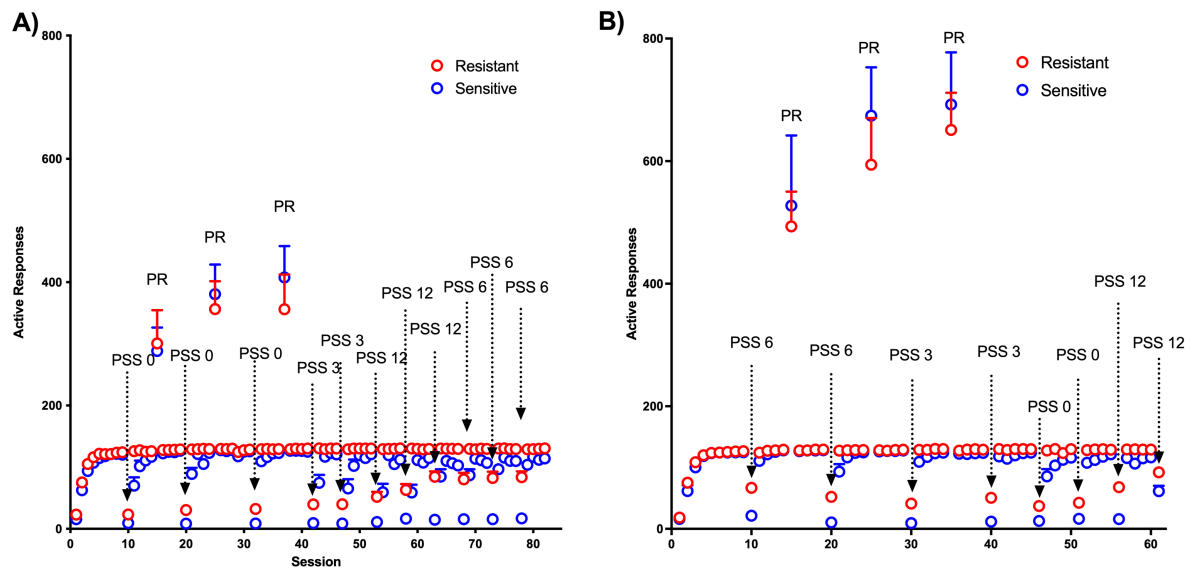 A)
800
600
400
200
0
Active Responses
0 10 20 30 40 50 60 70 80
Session
Resistant
Sensitive
PR
PR
PR
PSS 0
PSS 0
PSS 0
PSS 3
PSS 3
PSS 12
PSS 12
PSS 12
PSS 6
PSS 6
PSS 6
B)
800
600
400
200
0
Active Responses
0 10 20 30 40 50 60
Resistant
Sensitive
PR
PR
PR
PSS 6
PSS 6
PSS 3
PSS 3
PSS 0
PSS 0
PSS 12
PSS 12